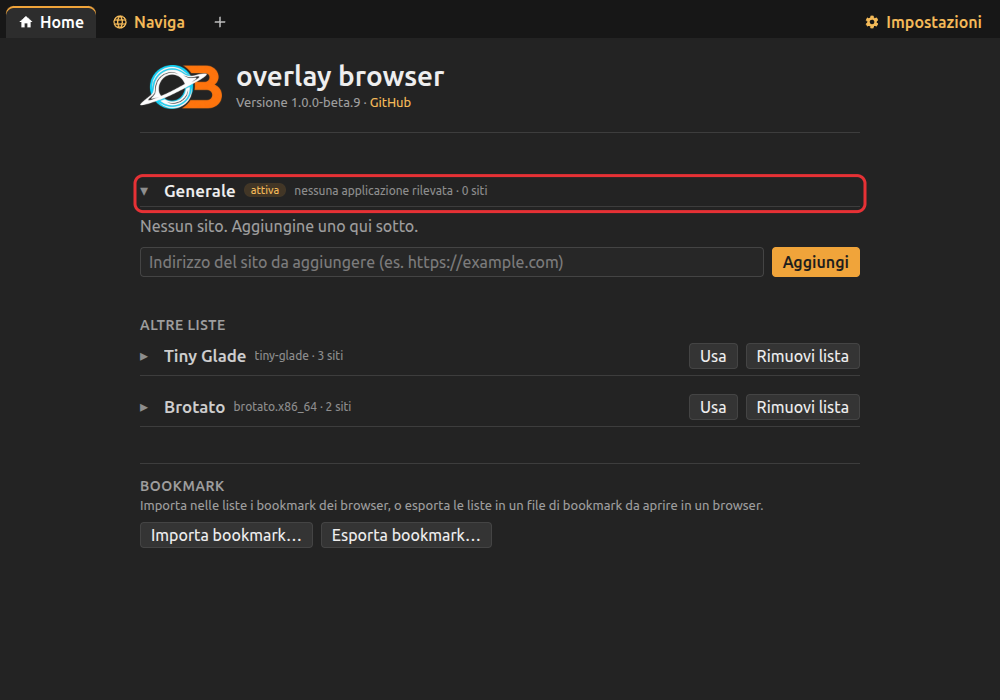 Home Naviga + Impostazioni
overlay browser
Versione 1.0.0-beta.9 · GitHub
Generale attiva nessuna applicazione rilevata · 0 siti
Nessun sito. Aggiungine uno qui sotto.
Indirizzo del sito da aggiungere (es. https://example.com) Aggiungi
ALTRE LISTE
Tiny Glade tiny-glade · 3 siti Usa Rimuovi lista
Brotato brotato.x86_64 · 2 siti Usa Rimuovi lista
BOOKMARK
Importa nelle liste i bookmark dei browser, o esporta le liste in un file di bookmark da aprire in un browser.
Importa bookmark… Esporta bookmark…